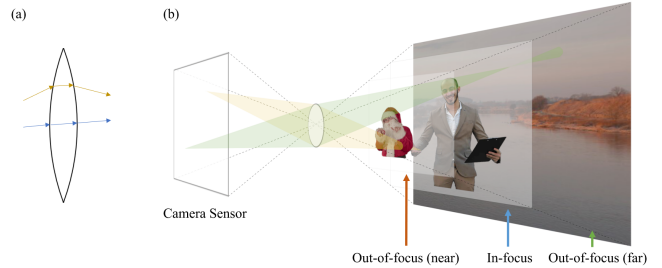 (a)
(b)
Camera Sensor
Out-of-focus (near)
In-focus
Out-of-focus (far)